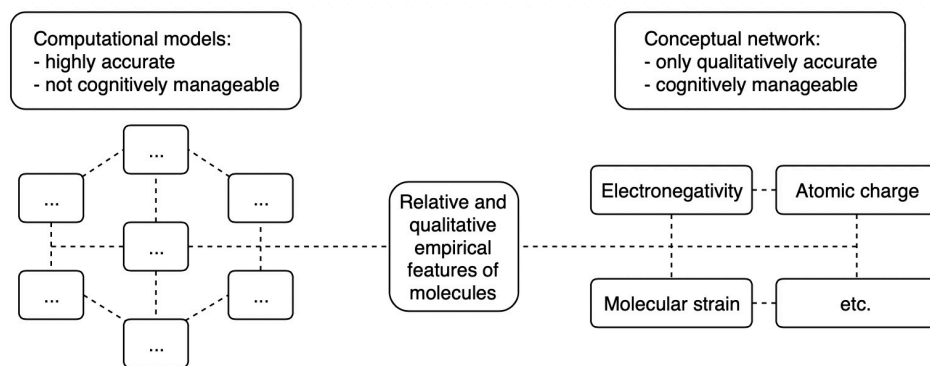 Computational models:
- highly accurate
- not cognitively manageable
Conceptual network:
- only qualitatively accurate
- cognitively manageable
...
...
...
...
...
...
...
Relative and
qualitative
empirical
features of
molecules
Electronegativity
Atomic charge
Molecular strain
etc.